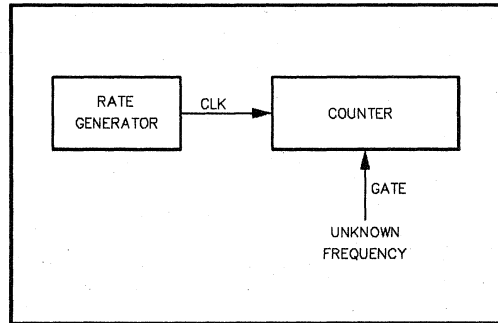 RATE
GENERATOR
CLK
COUNTER
GATE
UNKNOWN
FREQUENCY